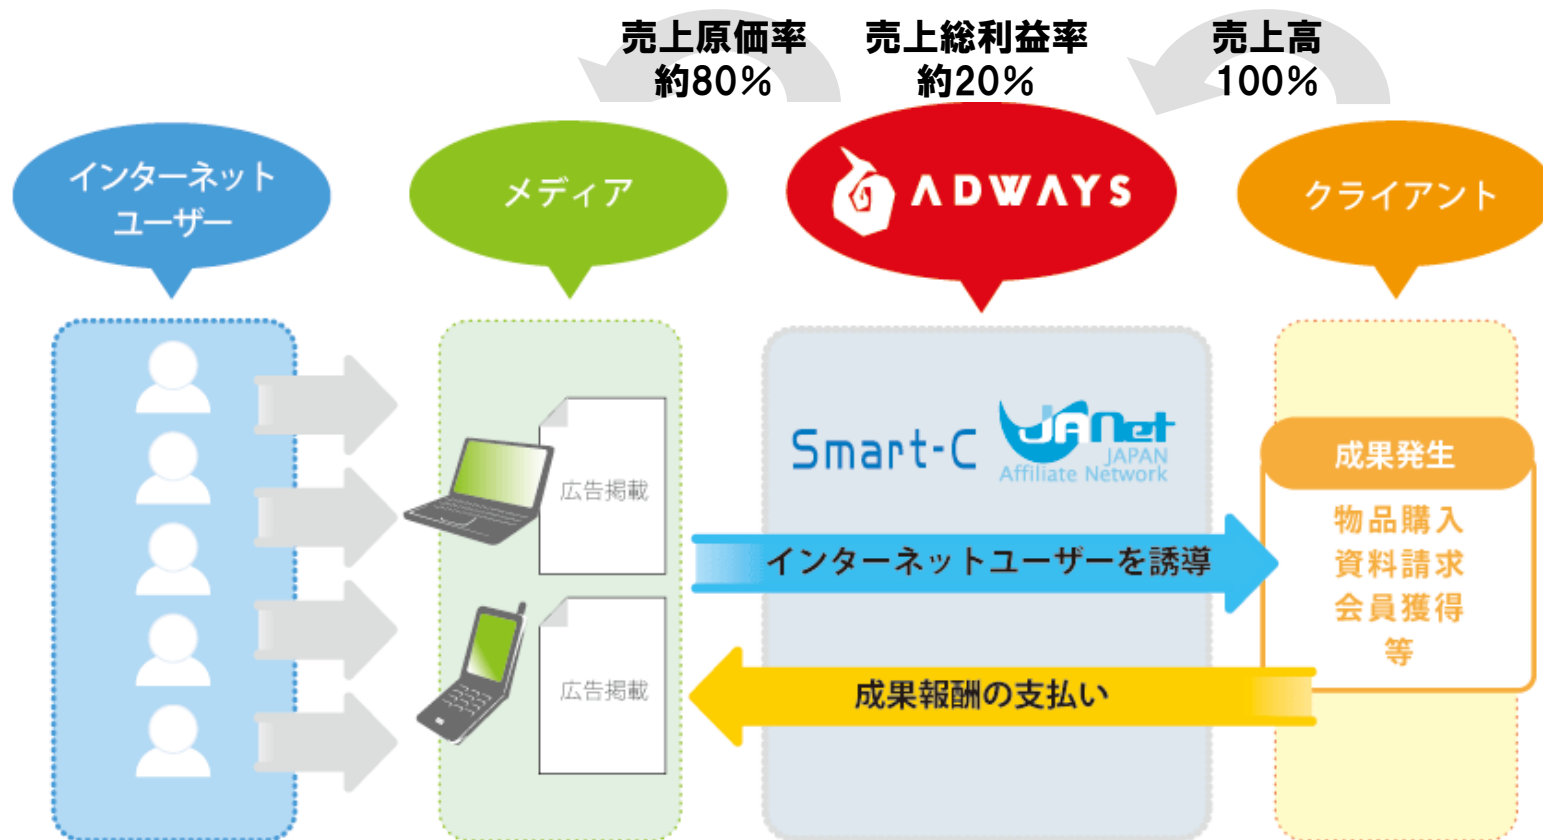 売上原価率
約80%
売上総利益率
約20%
売上高
100%
インターネット
ユーザー
メディア
ADWAYS
クライアント
広告掲載
広告掲載
Smart-C
JANet
JAPAN
Affiliate Network
インターネットユーザーを誘導
成果報酬の支払い
成果発生
物品購入
資料請求
会員獲得
等